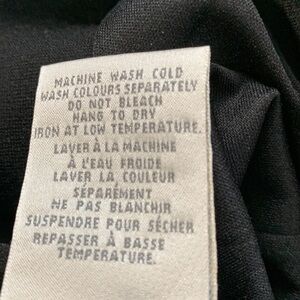 MACHINE WASH COLD
WASH COLOURS SEPARATELY
DO NOT BLEACH
HANG TO DRY
IRON AT LOW TEMPERATURE.
LAVER À LA MACHINE
À L'EAU FROIDE
LAVER LA COULEUR
SÉPARÉMENT
NE PAS BLANCHIR
SUSPENDRE POUR SÉCHER
REPASSER À BASSE
TEMPERATURE.